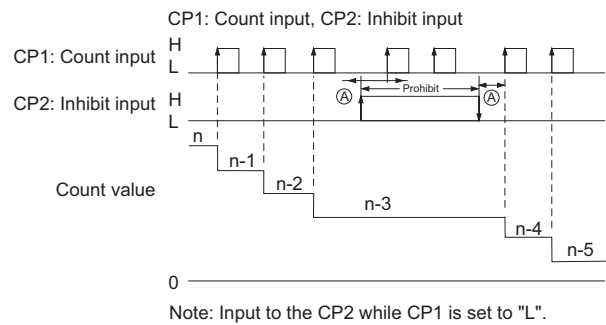 CP1: Count input, CP2: Inhibit input
CP1: Count input H
L
Prohibit
A A
CP2: Inhibit input H
L
n
n-1
n-2
Count value n-3
n-4
n-5
0
Note: Input to the CP2 while CP1 is set to "L".